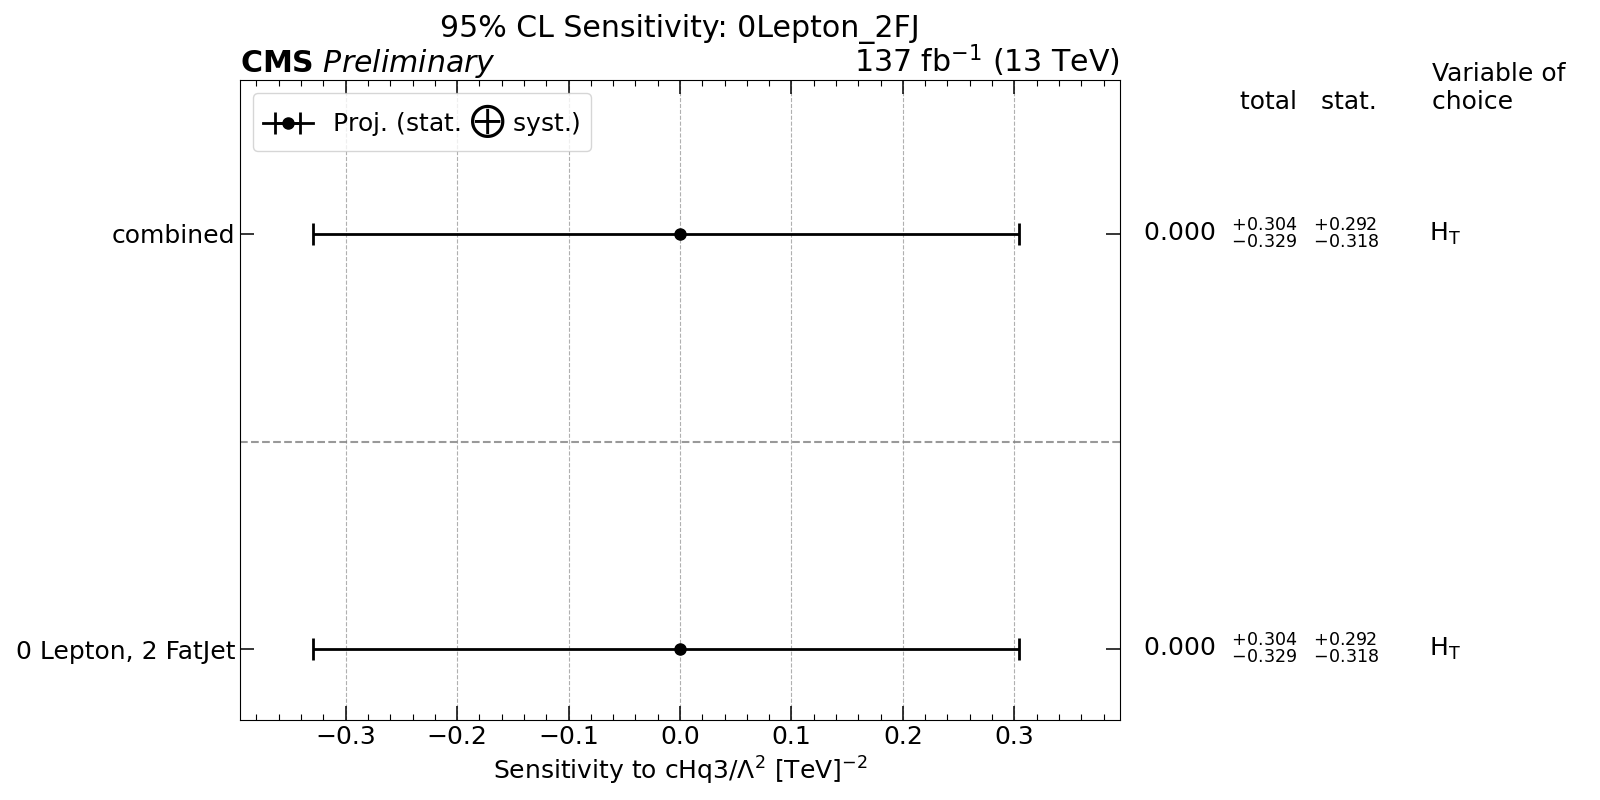 95% CL Sensitivity: 0Lepton_2FJ
CMS Preliminary 137 fb⁻¹ (13 TeV)
total stat. Variable of
choice
Proj. (stat. ⊕ syst.)
combined 0.000 +0.304 −0.329 +0.292 −0.318 H_T
0 Lepton, 2 FatJet 0.000 +0.304 −0.329 +0.292 −0.318 H_T
−0.3 −0.2 −0.1 0.0 0.1 0.2 0.3
Sensitivity to cHq3/Λ² [TeV]⁻²